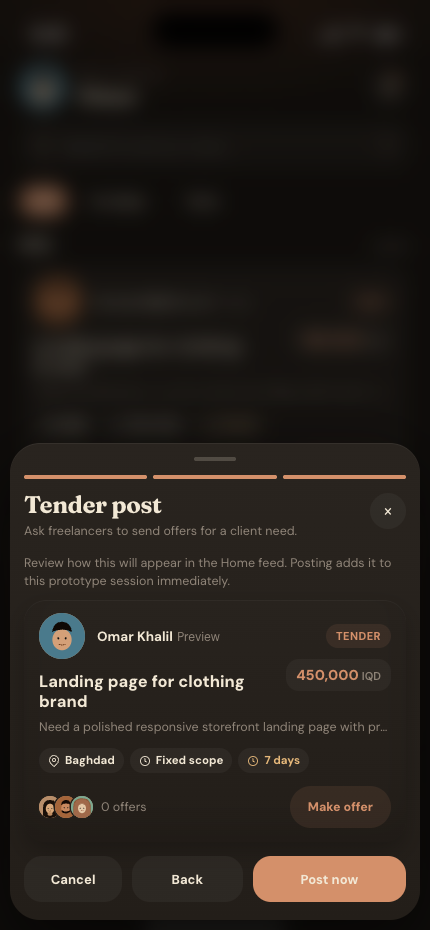 Tender post
Ask freelancers to send offers for a client need.
Review how this will appear in the Home feed. Posting adds it to
this prototype session immediately.
Omar Khalil Preview
TENDER
Landing page for clothing
brand
450,000 IQD
Need a polished responsive storefront landing page with pr...
Baghdad
Fixed scope
7 days
0 offers
Make offer
Cancel
Back
Post now